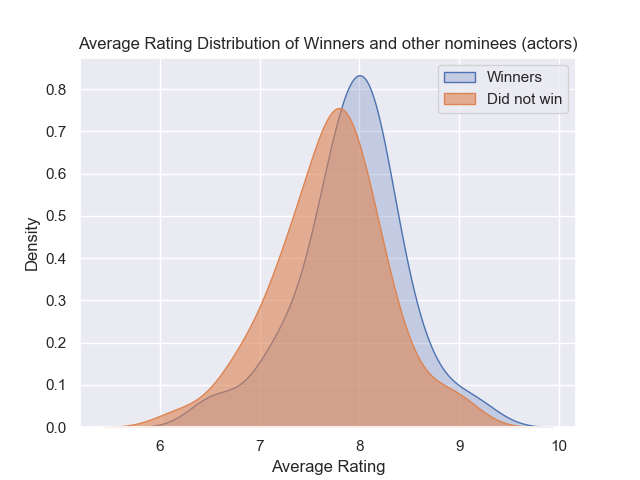 Average Rating Distribution of Winners and other nominees (actors)
Winners
Did not win
0.8
0.7
0.6
0.5
0.4
0.3
0.2
0.1
0.0
Density
6 7 8 9 10
Average Rating